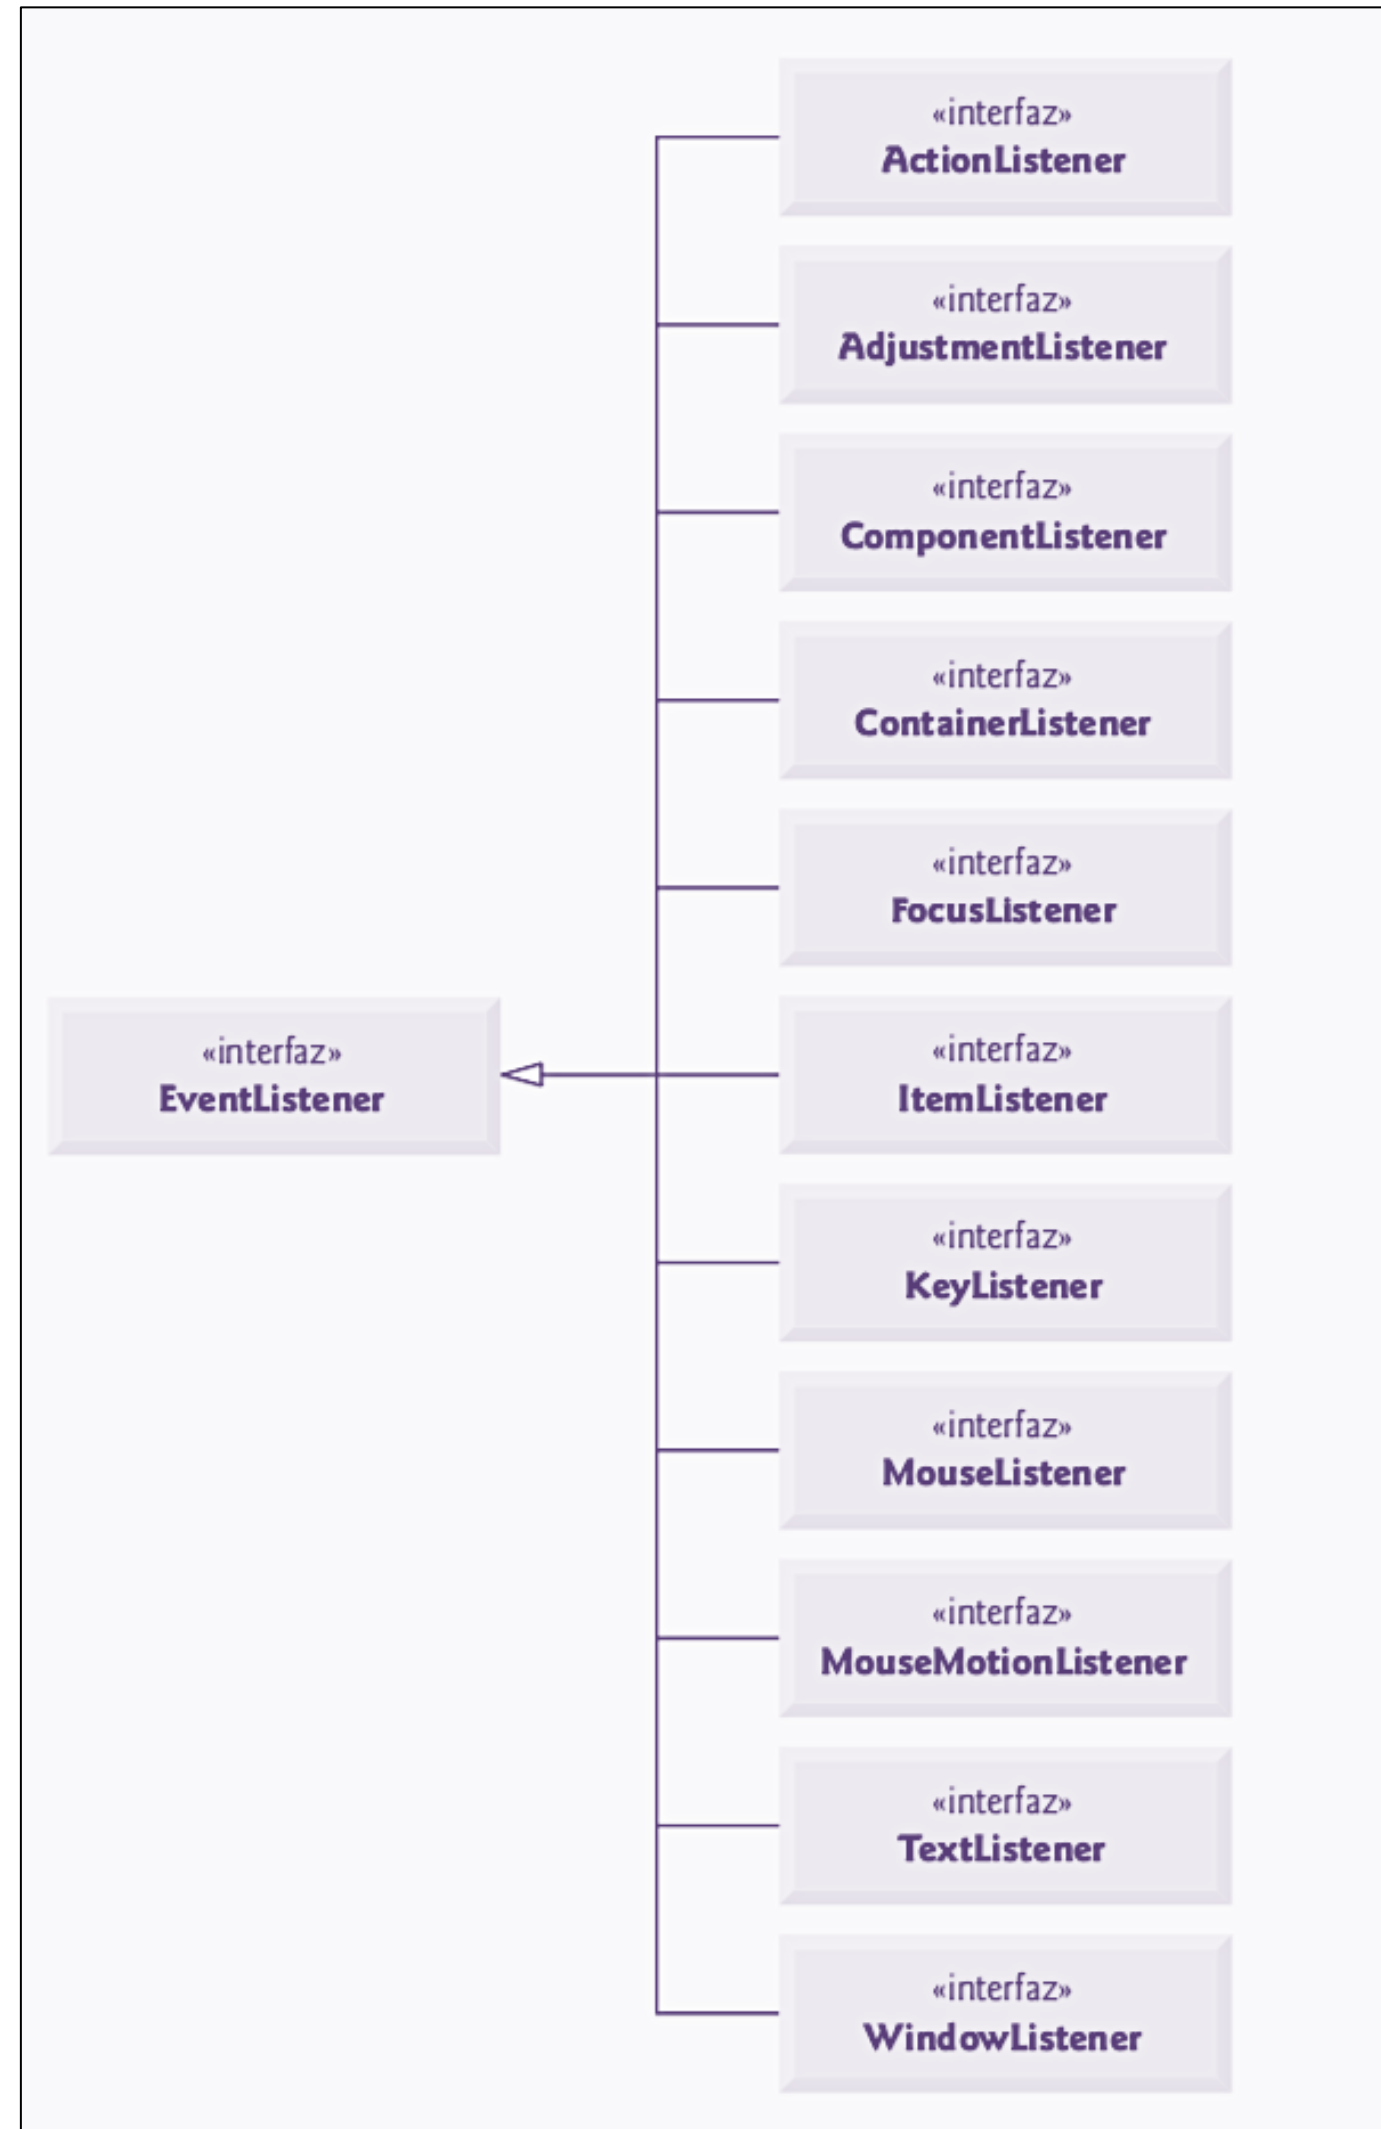 «interfaz»
ActionListener
«interfaz»
AdjustmentListener
«interfaz»
ComponentListener
«interfaz»
ContainerListener
«interfaz»
FocusListener
«interfaz»
EventListener
«interfaz»
ItemListener
«interfaz»
KeyListener
«interfaz»
MouseListener
«interfaz»
MouseMotionListener
«interfaz»
TextListener
«interfaz»
WindowListener